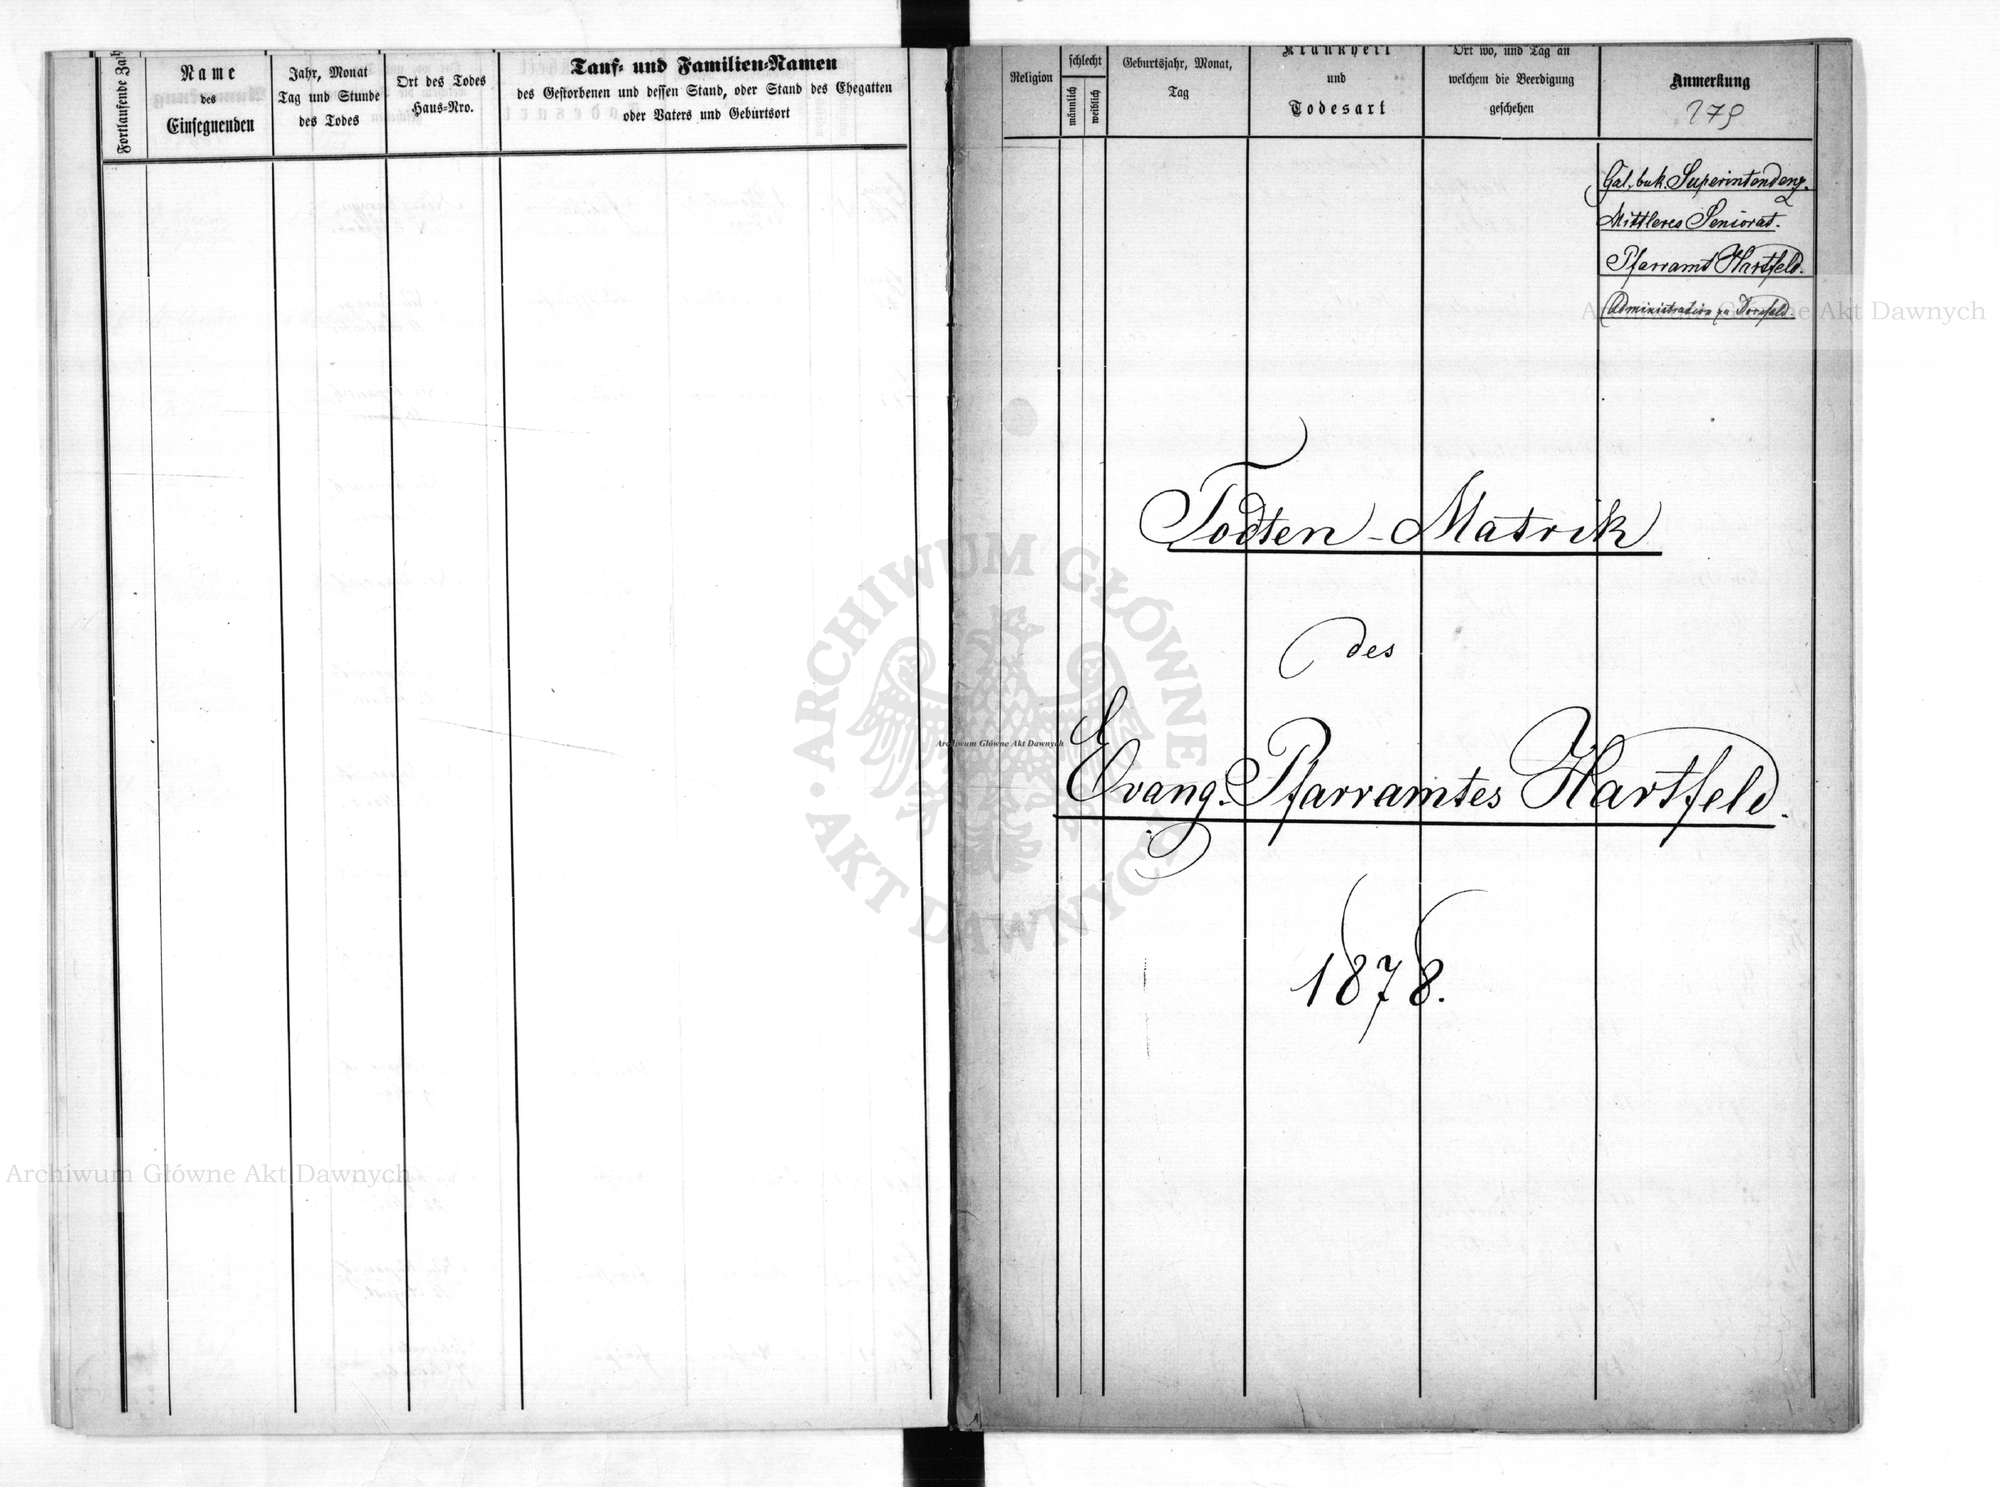 Fortlaufende Zah
Name
des
Einsegnenden
Jahr, Monat
Tag und Stunde
des Todes
Ort des Todes
Haus-Nro.
Tauf- und Familien-Namen
des Gestorbenen und dessen Stand, oder Stand des Ehegatten
oder Vaters und Geburtsort
Religion
schlecht
männlich
weiblich
Geburtsjahr, Monat,
Tag
Krankheit
und
Todesart
Ort wo, und Tag an
welchem die Beerdigung
geschehen
Anmerkung
279
Gal. buk. Superintendenz.
Mittleres Seniorat.
Pfarramt Hartfeld.
Administration zu Dornfeld.
Todten-Matrik
des
Evang. Pfarramtes Hartfeld.
1878.
Archiwum Główne Akt Dawnych
ARCHIWUM GŁÓWNE AKT DAWNYCH
Archiwum Główne Akt Dawnych
Archiwum Główne Akt Dawnych